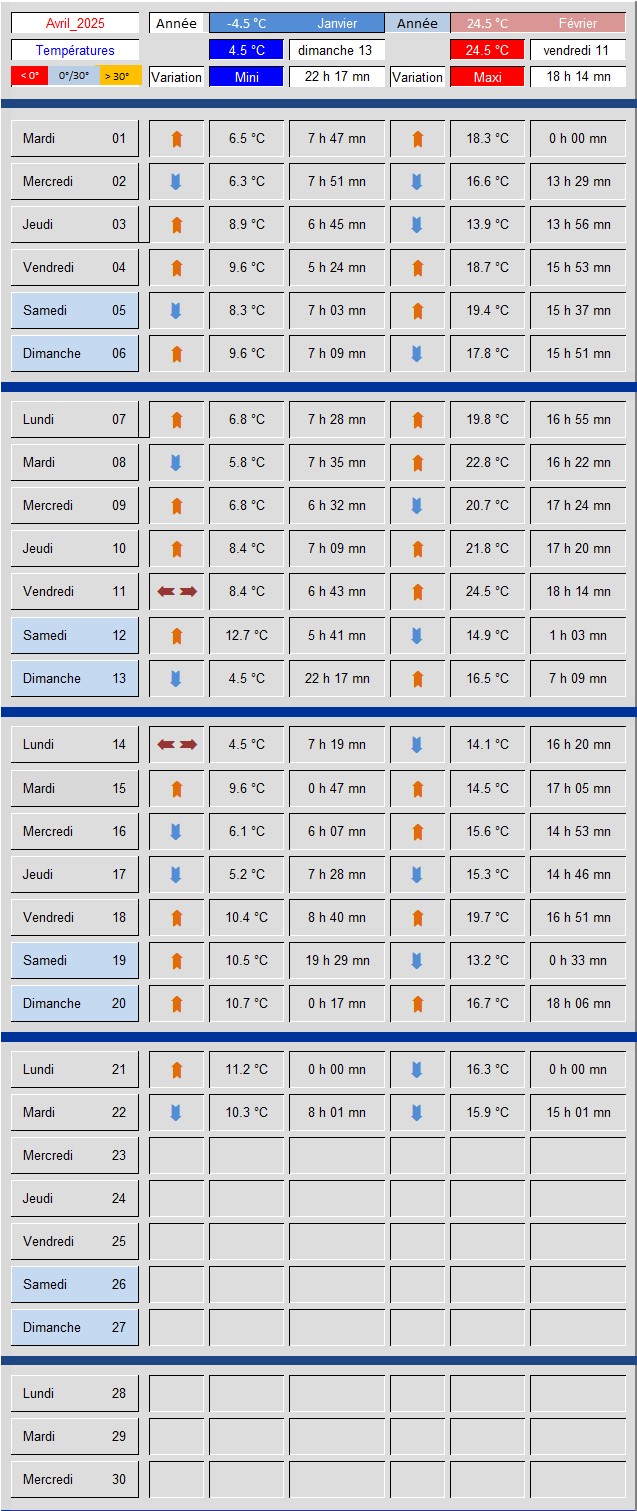 Avril_2025 Année -4.5 °C Janvier Année 24.5 °C Février
Températures 4.5 °C dimanche 13 24.5 °C vendredi 11
< 0° 0°/30° > 30° Variation Mini 22 h 17 mn Variation Maxi 18 h 14 mn
Mardi 01 6.5 °C 7 h 47 mn 18.3 °C 0 h 00 mn
Mercredi 02 6.3 °C 7 h 51 mn 16.6 °C 13 h 29 mn
Jeudi 03 8.9 °C 6 h 45 mn 13.9 °C 13 h 56 mn
Vendredi 04 9.6 °C 5 h 24 mn 18.7 °C 15 h 53 mn
Samedi 05 8.3 °C 7 h 03 mn 19.4 °C 15 h 37 mn
Dimanche 06 9.6 °C 7 h 09 mn 17.8 °C 15 h 51 mn
Lundi 07 6.8 °C 7 h 28 mn 19.8 °C 16 h 55 mn
Mardi 08 5.8 °C 7 h 35 mn 22.8 °C 16 h 22 mn
Mercredi 09 6.8 °C 6 h 32 mn 20.7 °C 17 h 24 mn
Jeudi 10 8.4 °C 7 h 09 mn 21.8 °C 17 h 20 mn
Vendredi 11 8.4 °C 6 h 43 mn 24.5 °C 18 h 14 mn
Samedi 12 12.7 °C 5 h 41 mn 14.9 °C 1 h 03 mn
Dimanche 13 4.5 °C 22 h 17 mn 16.5 °C 7 h 09 mn
Lundi 14 4.5 °C 7 h 19 mn 14.1 °C 16 h 20 mn
Mardi 15 9.6 °C 0 h 47 mn 14.5 °C 17 h 05 mn
Mercredi 16 6.1 °C 6 h 07 mn 15.6 °C 14 h 53 mn
Jeudi 17 5.2 °C 7 h 28 mn 15.3 °C 14 h 46 mn
Vendredi 18 10.4 °C 8 h 40 mn 19.7 °C 16 h 51 mn
Samedi 19 10.5 °C 19 h 29 mn 13.2 °C 0 h 33 mn
Dimanche 20 10.7 °C 0 h 17 mn 16.7 °C 18 h 06 mn
Lundi 21 11.2 °C 0 h 00 mn 16.3 °C 0 h 00 mn
Mardi 22 10.3 °C 8 h 01 mn 15.9 °C 15 h 01 mn
Mercredi 23
Jeudi 24
Vendredi 25
Samedi 26
Dimanche 27
Lundi 28
Mardi 29
Mercredi 30